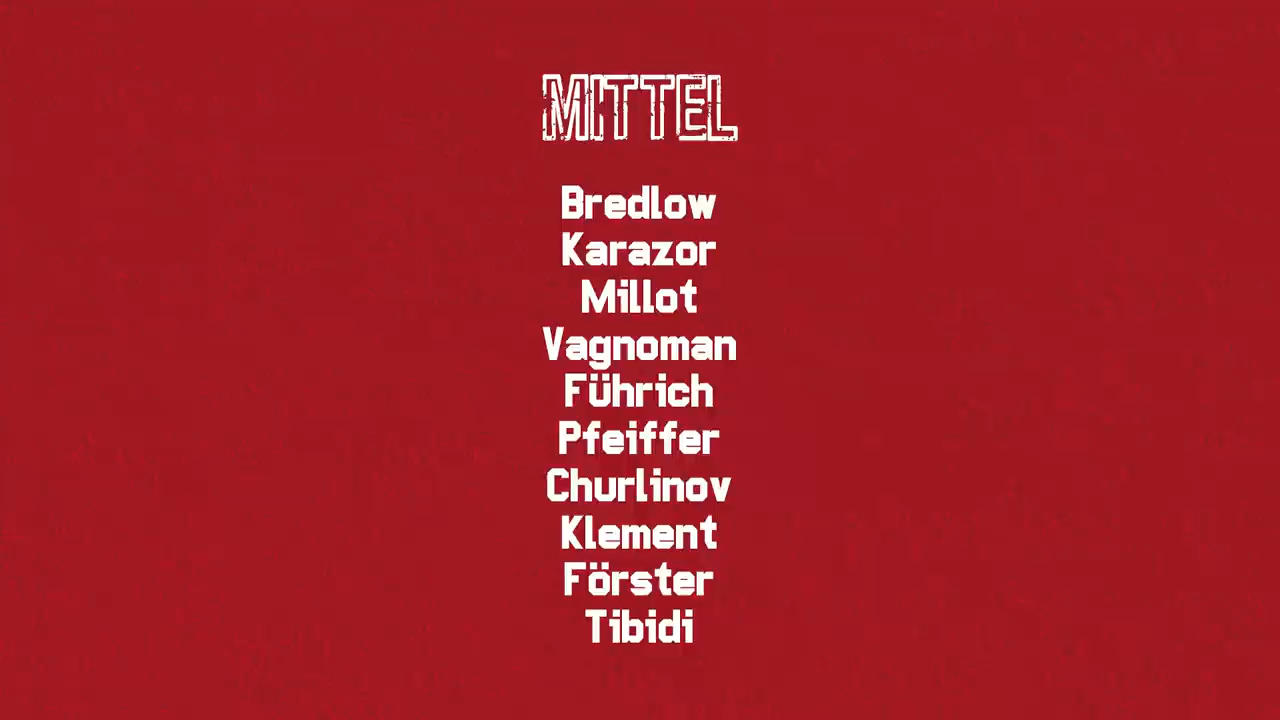 MITTEL
Bredlow
Karazor
Millot
Vagnoman
Führich
Pfeiffer
Churlinov
Klement
Förster
Tibidi